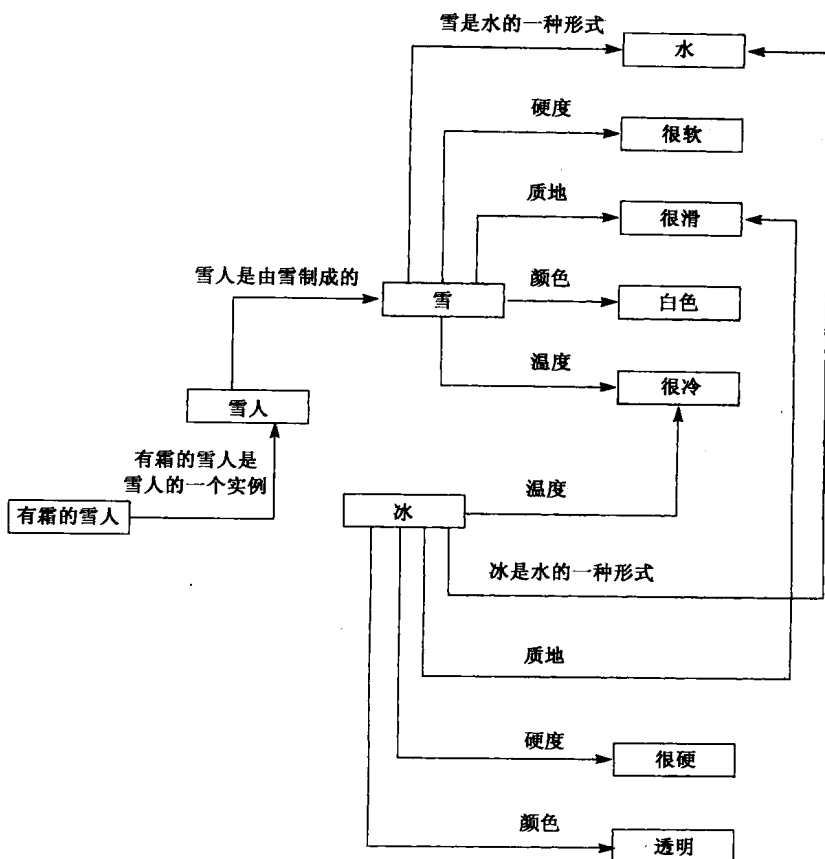 雪是水的一种形式
水
硬度
很软
质地
很滑
雪人是由雪制成的
雪
颜色
白色
温度
很冷
雪人
有霜的雪人是
雪人的一个实例
有霜的雪人
冰
温度
冰是水的一种形式
质地
硬度
很硬
颜色
透明